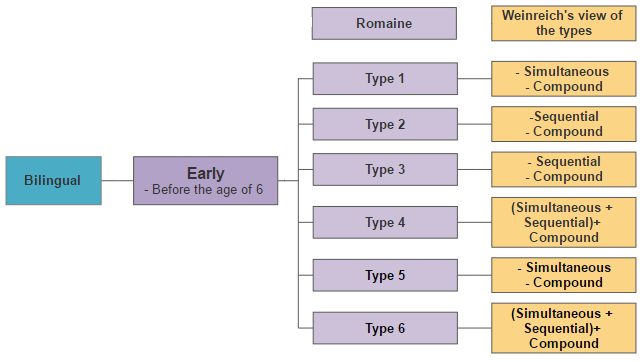 Romaine
Weinreich's view of
the types
Type 1
- Simultaneous
- Compound
Type 2
-Sequential
- Compound
Type 3
- Sequential
- Compound
Bilingual
Early
- Before the age of 6
Type 4
(Simultaneous +
Sequential)+
Compound
Type 5
- Simultaneous
- Compound
Type 6
(Simultaneous +
Sequential)+
Compound